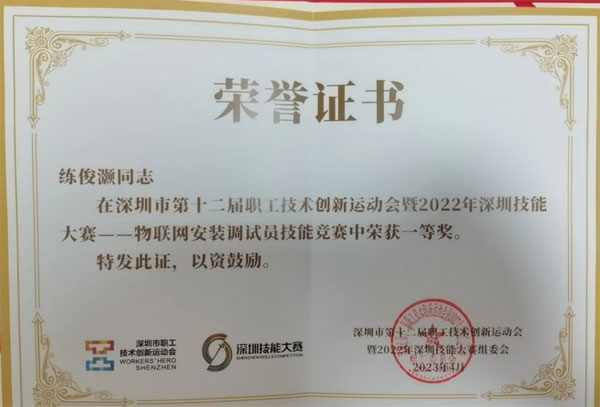 荣誉证书
练俊灏同志
在深圳市第十二届职工技术创新运动会暨2022年深圳技能
大赛——物联网安装调试员技能竞赛中荣获一等奖。
特发此证，以资鼓励。
深圳市职工
技术创新运动会
WORKERS' HERO
SHENZHEN
深圳技能大赛
SHENZHEN SKILLS COMPETITION
深圳市第十二届职工技术创新运动会
暨2022年深圳技能大赛组委会
2023年4月